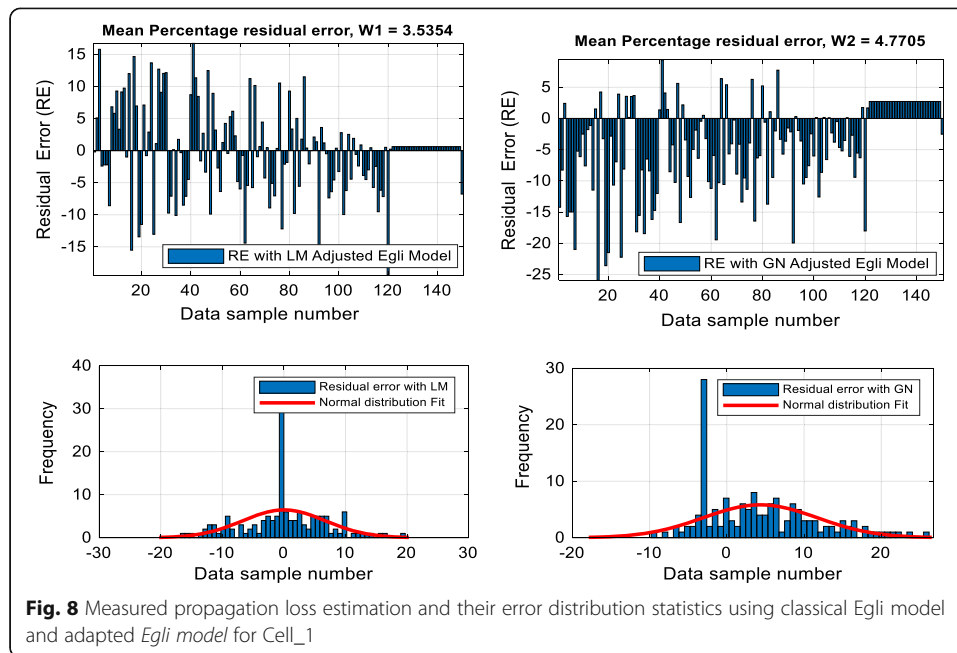 Mean Percentage residual error, W1 = 3.5354
Residual Error (RE)
15
10
5
0
-5
-10
-15
RE with LM Adjusted Egli Model
20 40 60 80 100 120 140
Data sample number
Mean Percentage residual error, W2 = 4.7705
Residual Error (RE)
5
0
-5
-10
-15
-20
-25
RE with GN Adjusted Egli Model
20 40 60 80 100 120 140
Data sample number
Frequency
40
30
20
10
0
Residual error with LM
Normal distribution Fit
-30 -20 -10 0 10 20 30
Data sample number
Frequency
30
20
10
0
Residual error with GN
Normal distribution Fit
-20 -10 0 10 20
Data sample number
Fig. 8 Measured propagation loss estimation and their error distribution statistics using classical Egli model
and adapted Egli model for Cell_1